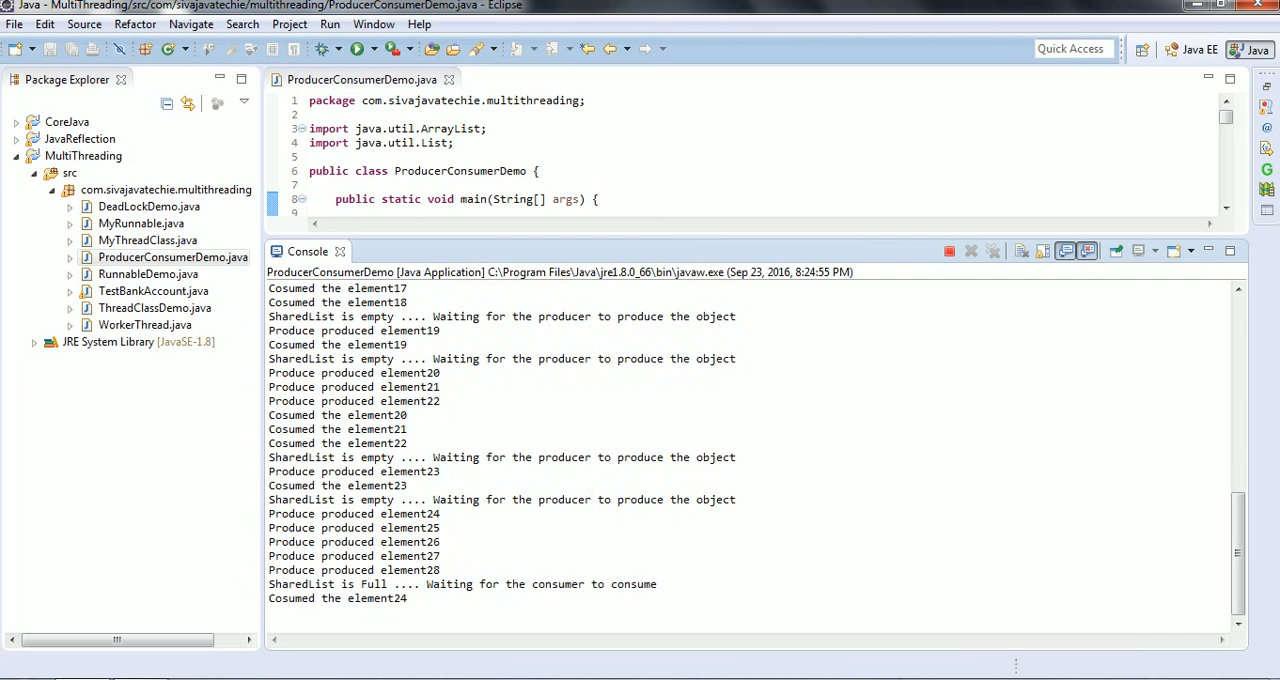 Java - MultiThreading/src/com/sivajavatechie/multithreading/ProducerConsumerDemo.java - Eclipse
File Edit Source Refactor Navigate Search Project Run Window Help
Quick Access
Java EE
Java
Package Explorer
CoreJava
JavaReflection
MultiThreading
src
com.sivajavatechie.multithreading
DeadLockDemo.java
MyRunnable.java
MyThreadClass.java
ProducerConsumerDemo.java
RunnableDemo.java
TestBankAccount.java
ThreadClassDemo.java
WorkerThread.java
JRE System Library [JavaSE-1.8]
ProducerConsumerDemo.java
1 package com.sivajavatechie.multithreading;
2
3 import java.util.ArrayList;
4 import java.util.List;
5
6 public class ProducerConsumerDemo {
7
8 public static void main(String[] args) {
9
Console
ProducerConsumerDemo [Java Application] C:\Program Files\Java\jre1.8.0_66\bin\javaw.exe (Sep 23, 2016, 8:24:55 PM)
Cosumed the element17
Cosumed the element18
SharedList is empty .... Waiting for the producer to produce the object
Produce produced element19
Cosumed the element19
SharedList is empty .... Waiting for the producer to produce the object
Produce produced element20
Produce produced element21
Produce produced element22
Cosumed the element20
Cosumed the element21
Cosumed the element22
SharedList is empty .... Waiting for the producer to produce the object
Produce produced element23
Cosumed the element23
SharedList is empty .... Waiting for the producer to produce the object
Produce produced element24
Produce produced element25
Produce produced element26
Produce produced element27
Produce produced element28
SharedList is Full .... Waiting for the consumer to consume
Cosumed the element24